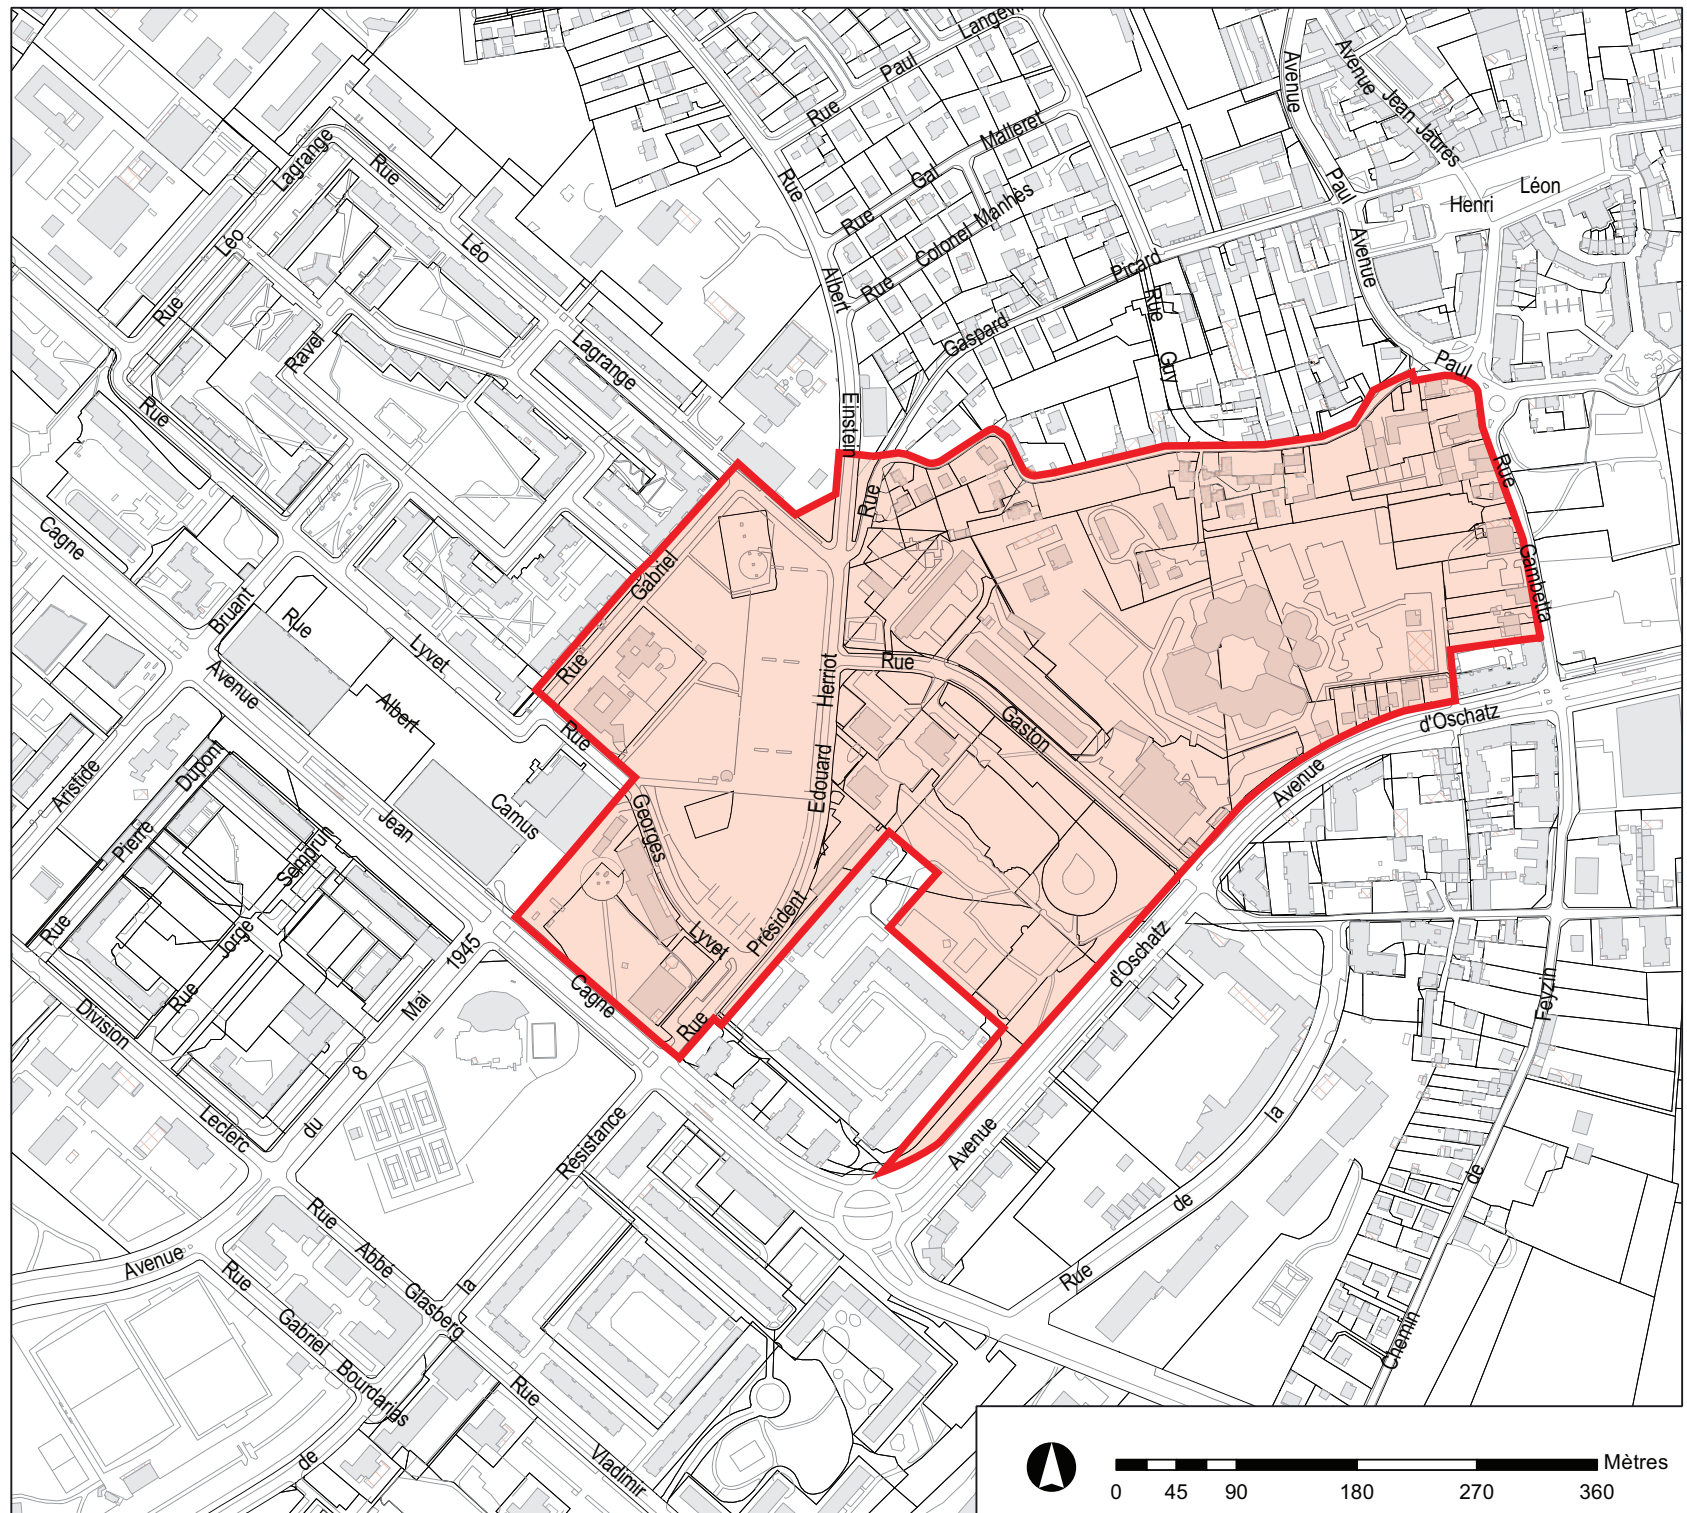 Langevin
Paul
Rue
Avenue
Avenue
Jean Jaurès
Lagrange
Rue
Malleret
Gal
Rue
Rue
Paul
Léon
Henri
Manhès
Colonel
Rue
Léo
Léo
Rue
Albert
Picard
Avenue
Rue
Gaspard
Ravel
Lagrange
Guy
Paul
Rue
Einstein
Rue
Rue
Cagne
Gabriel
Gambetta
Bruant
Rue
Lyvet
Rue
Rue
Herriot
Avenue
Albert
Rue
Gaston
d'Oschatz
Dupont
Aristide
Edouard
Avenue
Camus
Jean
Georges
Pierre
Semprun
Rue
Jorge
Lyvet
Président
1945
d'Oschatz
Rue
Cagne
Mai
Feyzin
Division
Rue
8
Leclerc
du
Résistance
Avenue
la
de
de
Rue
Avenue
Abbé
Rue
Glasberg
la
Rue
Gabriel
Chemin
Bourdarias
Rue
de
Vladimir
Mètres
0 45 90 180 270 360